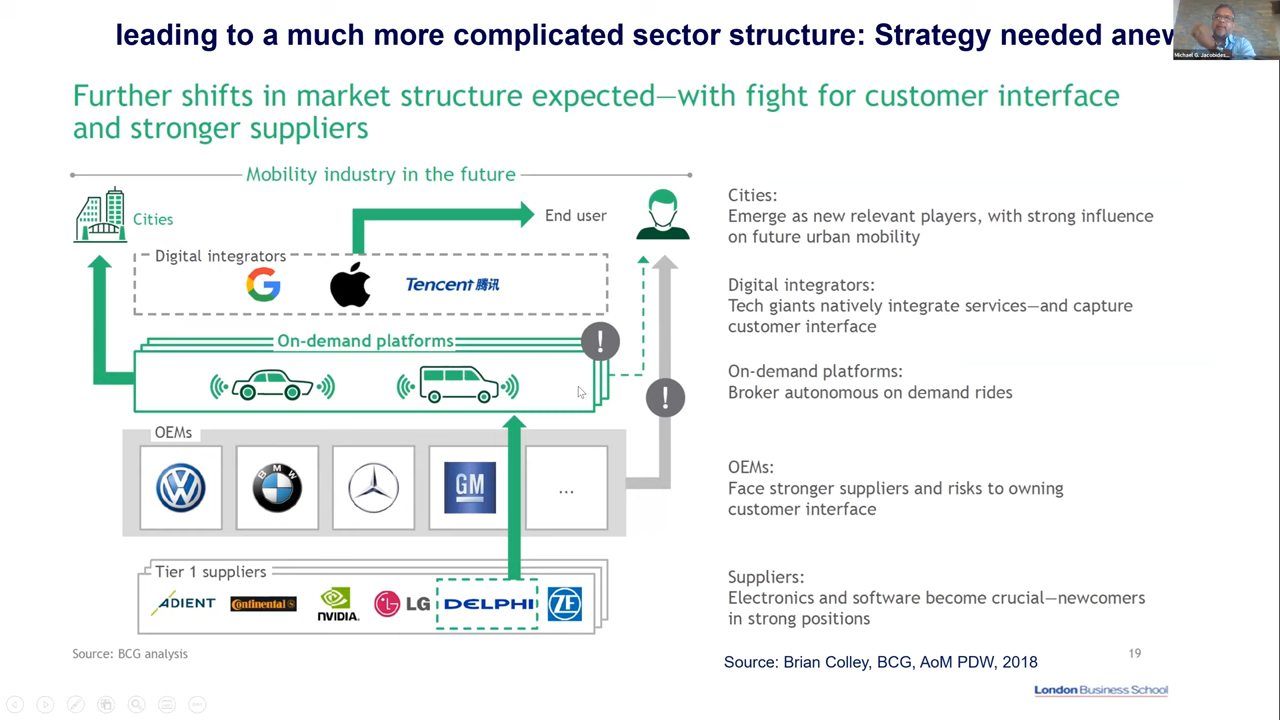 leading to a much more complicated sector structure: Strategy needed anew
Michael G. Jacobides
Further shifts in market structure expected—with fight for customer interface
and stronger suppliers
Mobility industry in the future
Cities
End user
Digital integrators
G
Tencent 腾讯
On-demand platforms
!
!
OEMs
VW
BMW
GM
...
Tier 1 suppliers
ADIENT
Continental
NVIDIA.
LG
DELPHI
ZF
Cities:
Emerge as new relevant players, with strong influence
on future urban mobility
Digital integrators:
Tech giants natively integrate services—and capture
customer interface
On-demand platforms:
Broker autonomous on demand rides
OEMs:
Face stronger suppliers and risks to owning
customer interface
Suppliers:
Electronics and software become crucial—newcomers
in strong positions
Source: BCG analysis
Source: Brian Colley, BCG, AoM PDW, 2018
19
London Business School